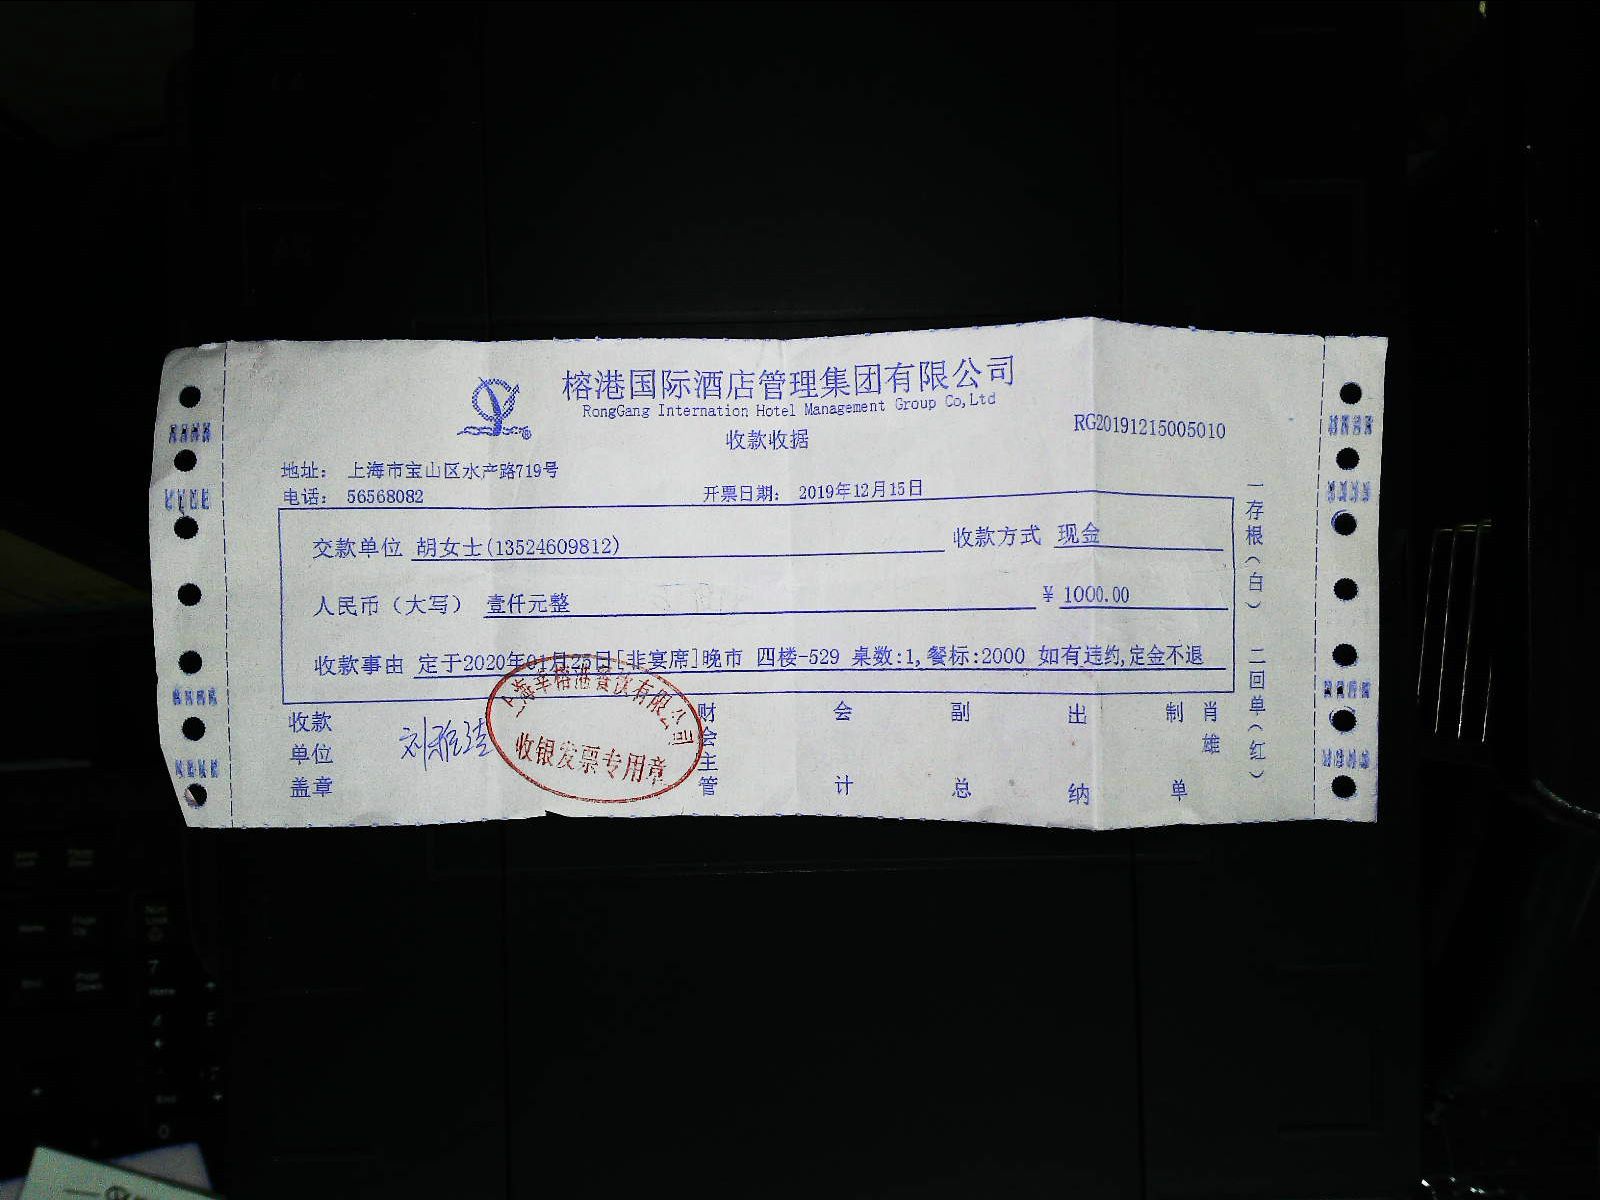 榕港国际酒店管理集团有限公司
RongGang Internation Hotel Management Group Co,Ltd
收款收据
RG20191215005010
地址： 上海市宝山区水产路719号
电话： 56568082
开票日期： 2019年12月15日
交款单位 胡女士(13524609812) 收款方式 现金
人民币（大写） 壹仟元整 ￥ 1000.00
收款事由 定于2020年01月25日[非宴席]晚市 四楼-529 桌数:1,餐标:2000 如有违约,定金不退
收款单位盖章
财会主管
会计
副总
出纳
制单
肖雄
一存根（白） 二回单（红）
餐饮有限公司
收银发票专用章